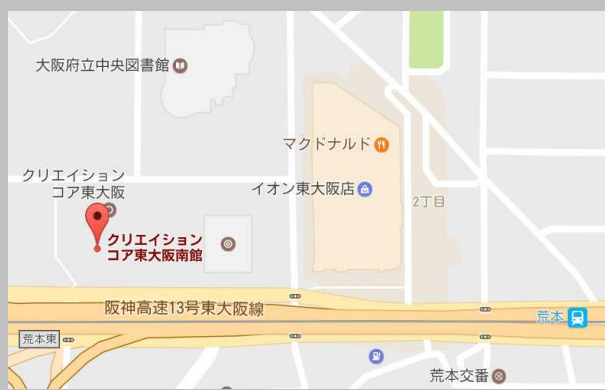 大阪府立中央図書館
マクドナルド
クリエイション
コア東大阪
イオン東大阪店
2丁目
クリエイション
コア東大阪南館
阪神高速13号東大阪線
荒本
荒本東
荒本交番